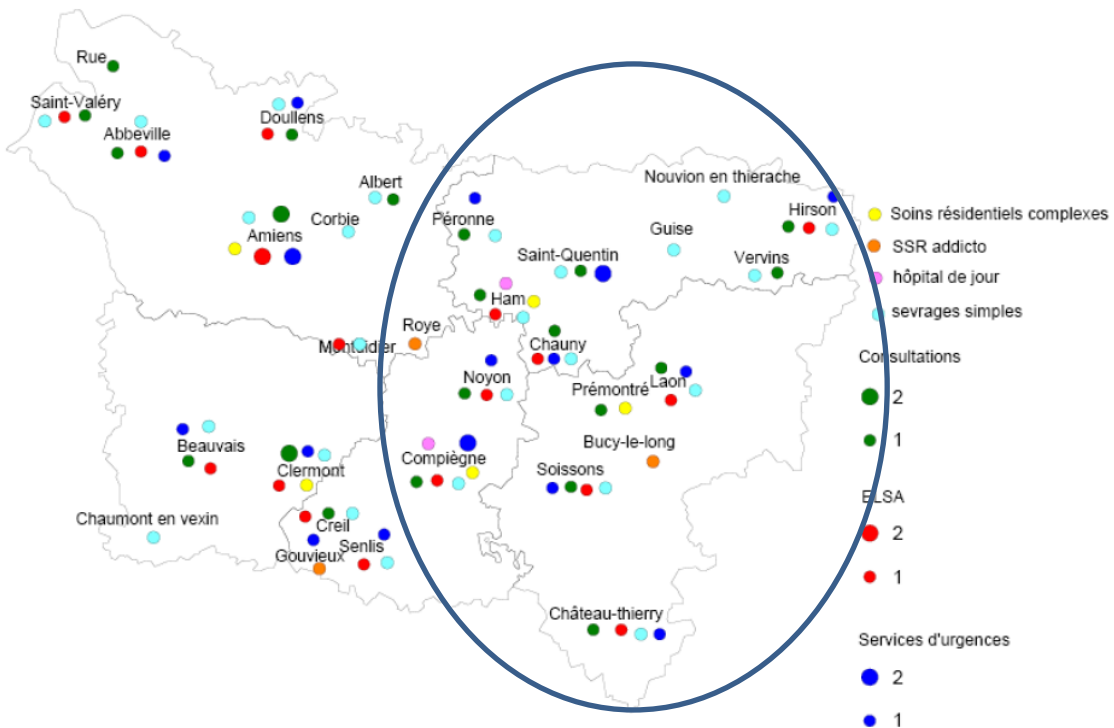 Rue
Saint-Valéry
Abbeville
Doullens
Albert
Corbie
Amiens
Péronne
Nouvion en thierache
Hirson
Guise
Vervins
Saint-Quentin
Ham
Roye
Montdidier
Chauny
Noyon
Prémontré
Laon
Bucy-le-long
Beauvais
Compiègne
Soissons
Clermont
Chaumont en vexin
Creil
Gouvieux
Senlis
Château-thierry
Soins résidentiels complexes
SSR addicto
hôpital de jour
sevrages simples
Consultations
2
1
ELSA
2
1
Services d'urgences
2
1